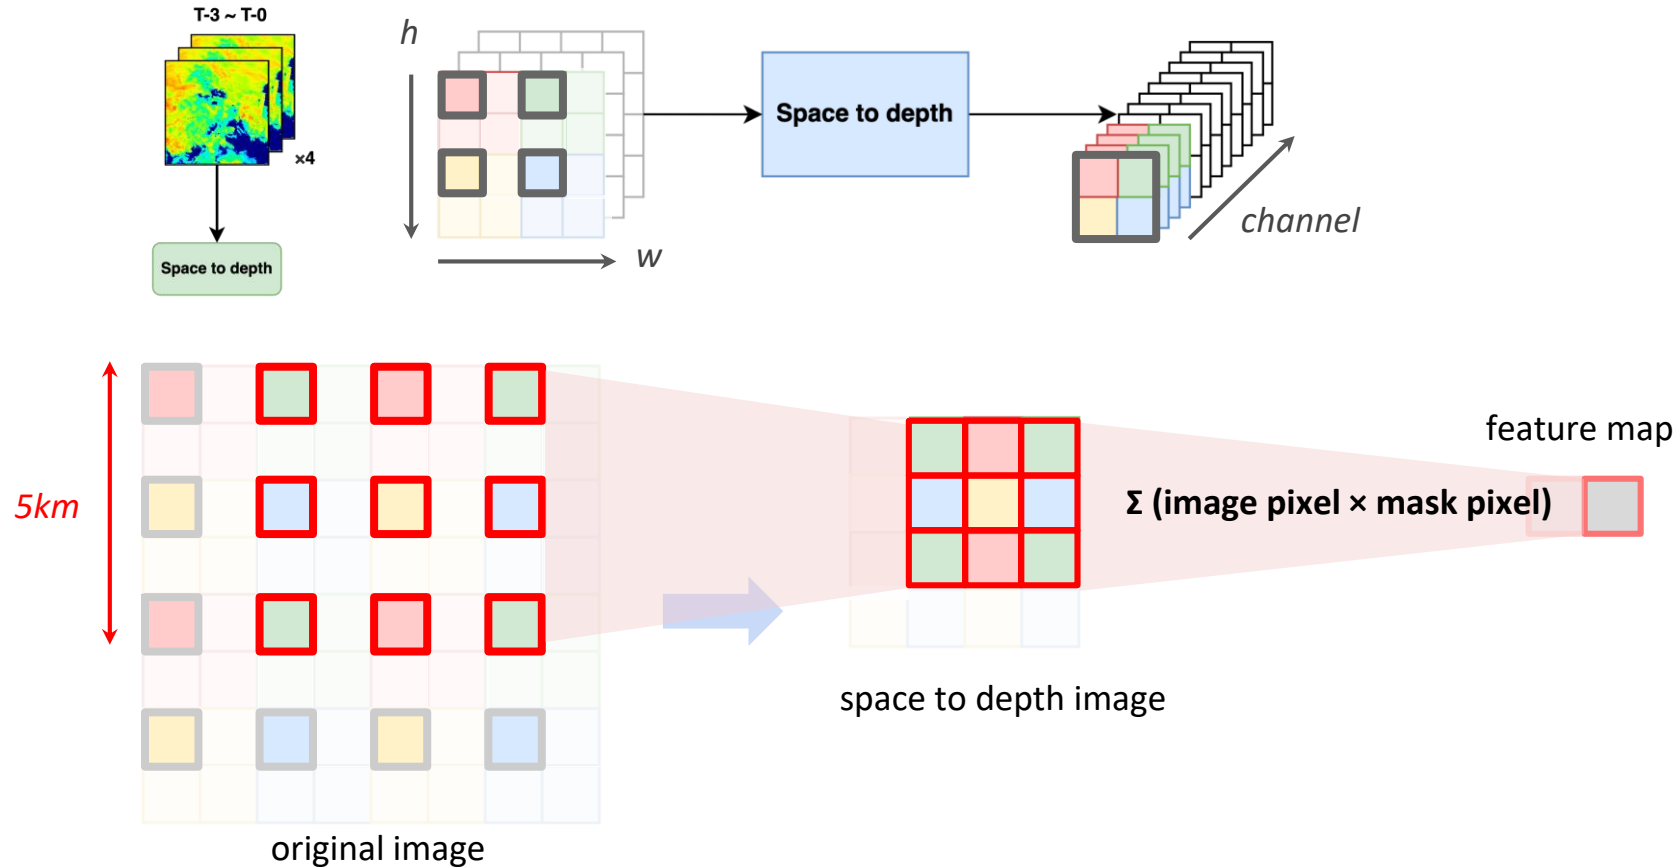 T-3 ~ T-0
×4
Space to depth
h
w
Space to depth
channel
5km
original image
space to depth image
Σ (image pixel × mask pixel)
feature map